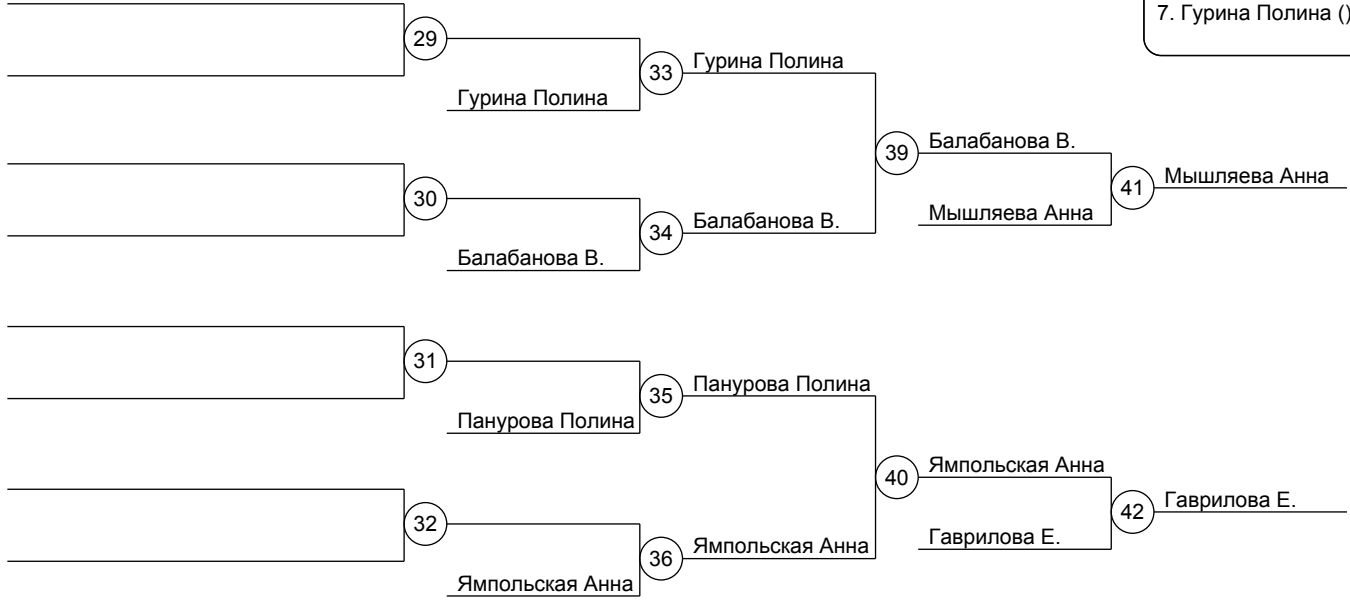 7. Гурина Полина ()
29
33
Гурина Полина
Гурина Полина
39
Балабанова В.
41
Мышляева Анна
30
34
Балабанова В.
Мышляева Анна
Балабанова В.
31
35
Панурова Полина
Панурова Полина
40
Ямпольская Анна
42
Гаврилова Е.
32
36
Ямпольская Анна
Гаврилова Е.
Ямпольская Анна